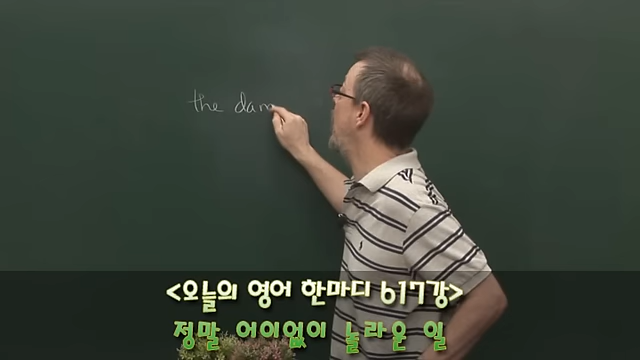 the dam
<오늘의 영어 한마디 617강>
정말 어이없이 놀라운 일